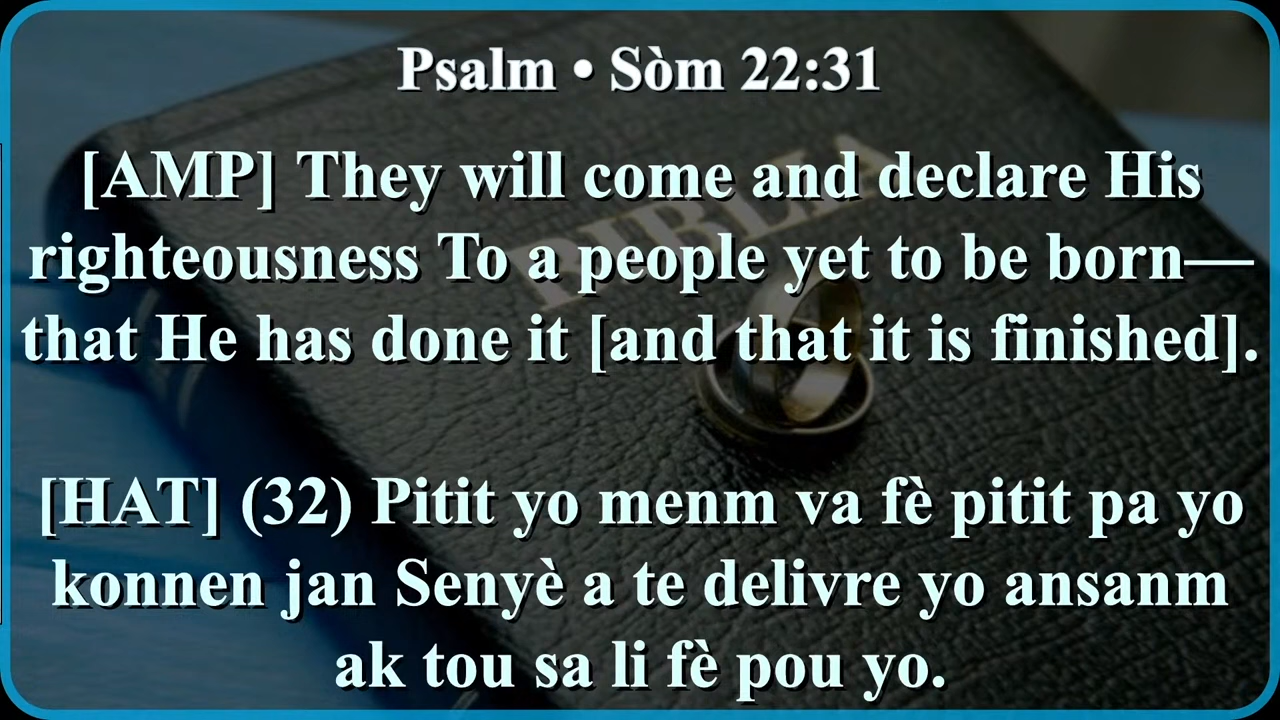 Psalm • Sòm 22:31
[AMP] They will come and declare His
righteousness To a people yet to be born—
that He has done it [and that it is finished].
BIBLIA
[HAT] (32) Pitit yo menm va fè pitit pa yo
konnen jan Senyè a te delivre yo ansanm
ak tou sa li fè pou yo.